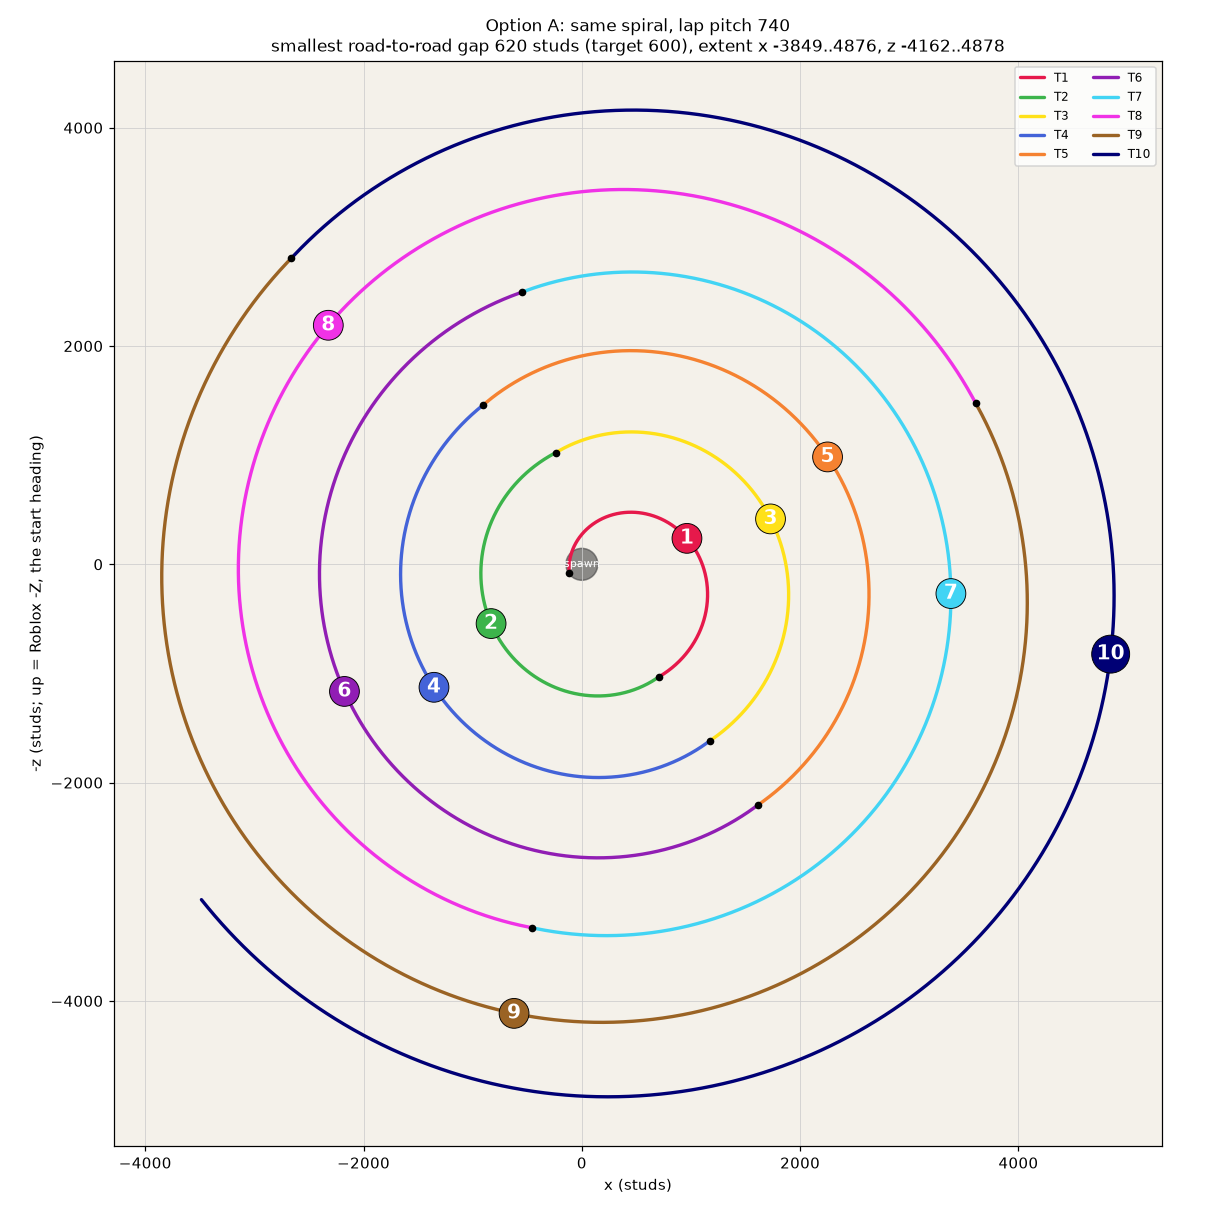 Option A: same spiral, lap pitch 740
smallest road-to-road gap 620 studs (target 600), extent x -3849..4876, z -4162..4878
T1 T6
T2 T7
T3 T8
T4 T9
T5 T10
4000
2000
0
−2000
−4000
-z (studs; up = Roblox -Z, the start heading)
8
5
3
1
spawn
7
2
10
4
6
9
−4000 −2000 0 2000 4000
x (studs)